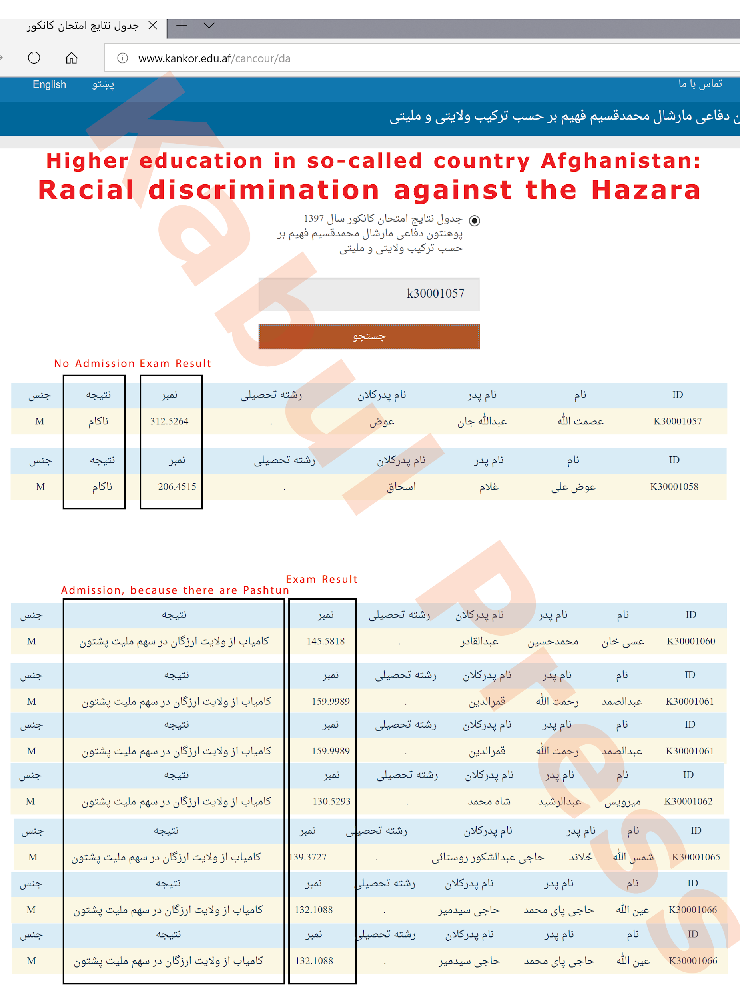 جدول نتایج امتحان کانکور
www.kankor.edu.af/cancour/da
English پښتو تماس با ما
دفاعی مارشال محمدقسیم فهیم بر حسب ترکیب ولایتی و ملیتی
Higher education in so-called country Afghanistan:
Racial discrimination against the Hazara
جدول نتایج امتحان کانکور سال 1397
پوهنتون دفاعی مارشال محمدقسیم فهیم بر
حسب ترکیب ولایتی و ملیتی
k30001057
جستجو
No Admission Exam Result
ID نام نام پدر نام پدرکلان رشته تحصیلی نمبر نتیجه جنس
K30001057 عصمت الله عبدالله جان عوض . 312.5264 ناکام M
ID نام نام پدر نام پدرکلان رشته تحصیلی نمبر نتیجه جنس
K30001058 عوض علی غلام اسحاق . 206.4515 ناکام M
Exam Result
Admission, because there are Pashtun
ID نام نام پدر نام پدرکلان رشته تحصیلی نمبر نتیجه جنس
K30001060 عسی خان محمدحسین عبدالقادر . 145.5818 کامیاب از ولایت ارزگان در سهم ملیت پشتون M
ID نام نام پدر نام پدرکلان رشته تحصیلی نمبر نتیجه جنس
K30001061 عبدالصمد رحمت الله قمرالدین . 159.9989 کامیاب از ولایت ارزگان در سهم ملیت پشتون M
ID نام نام پدر نام پدرکلان رشته تحصیلی نمبر نتیجه جنس
K30001061 عبدالصمد رحمت الله قمرالدین . 159.9989 کامیاب از ولایت ارزگان در سهم ملیت پشتون M
ID نام نام پدر نام پدرکلان رشته تحصیلی نمبر نتیجه جنس
K30001062 میرویس عبدالرشید شاه محمد . 130.5293 کامیاب از ولایت ارزگان در سهم ملیت پشتون M
ID نام نام پدر نام پدرکلان رشته تحصیلی نمبر نتیجه جنس
K30001065 شمس الله حاجی عبدالشکور روستائی . 139.3727 کامیاب از ولایت ارزگان در سهم ملیت پشتون M
ID نام نام پدر نام پدرکلان رشته تحصیلی نمبر نتیجه جنس
K30001066 عین الله حاجی پای محمد حاجی سیدمیر . 132.1088 کامیاب از ولایت ارزگان در سهم ملیت پشتون M
ID نام نام پدر نام پدرکلان رشته تحصیلی نمبر نتیجه جنس
K30001066 عین الله حاجی پای محمد حاجی سیدمیر . 132.1088 کامیاب از ولایت ارزگان در سهم ملیت پشتون M
Kabul Press